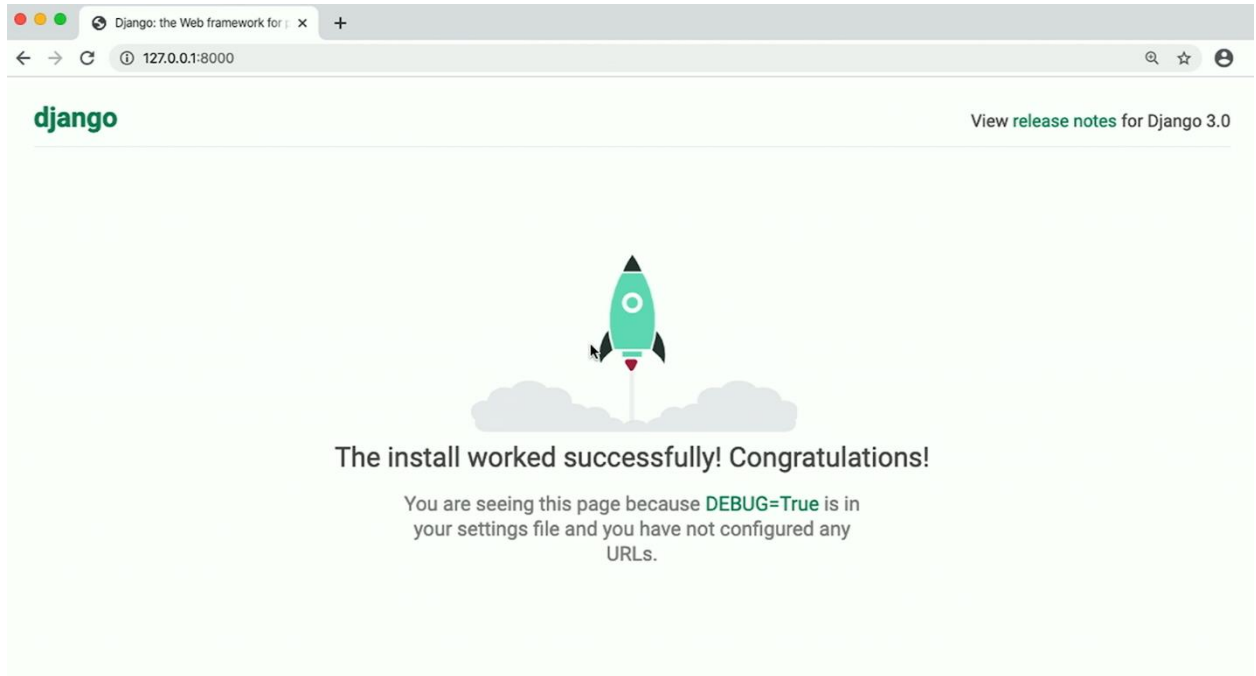 Django: the Web framework for
127.0.0.1:8000
django
View release notes for Django 3.0
The install worked successfully! Congratulations!
You are seeing this page because DEBUG=True is in
your settings file and you have not configured any
URLs.